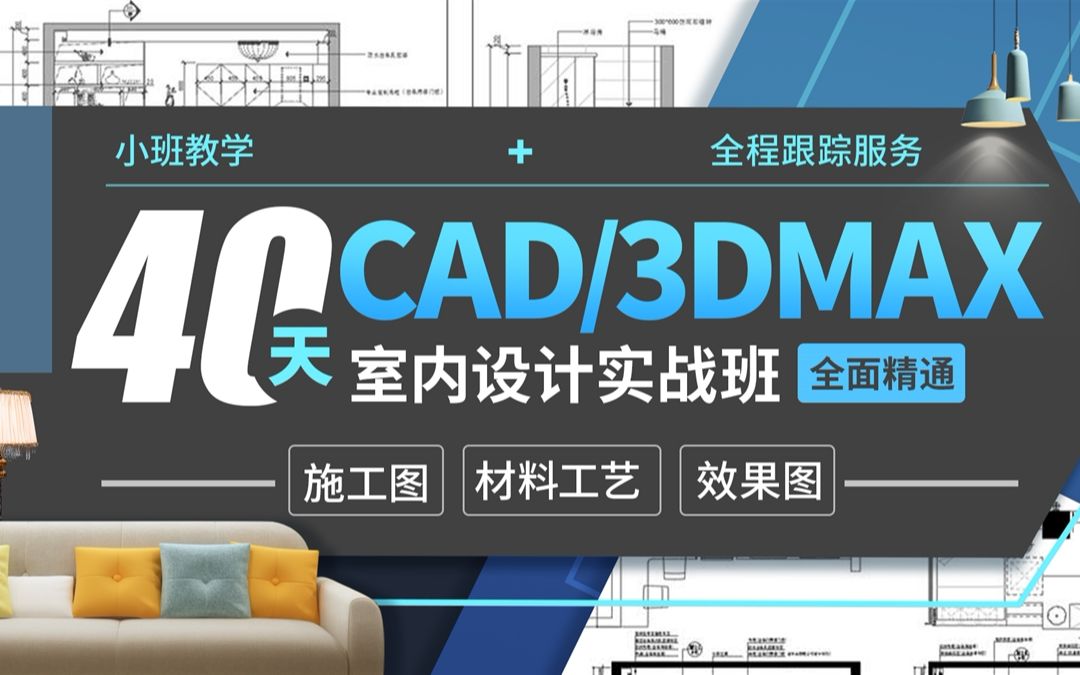 小班教学 + 全程跟踪服务
40天 CAD/3DMAX
室内设计实战班 全面精通
施工图 材料工艺 效果图